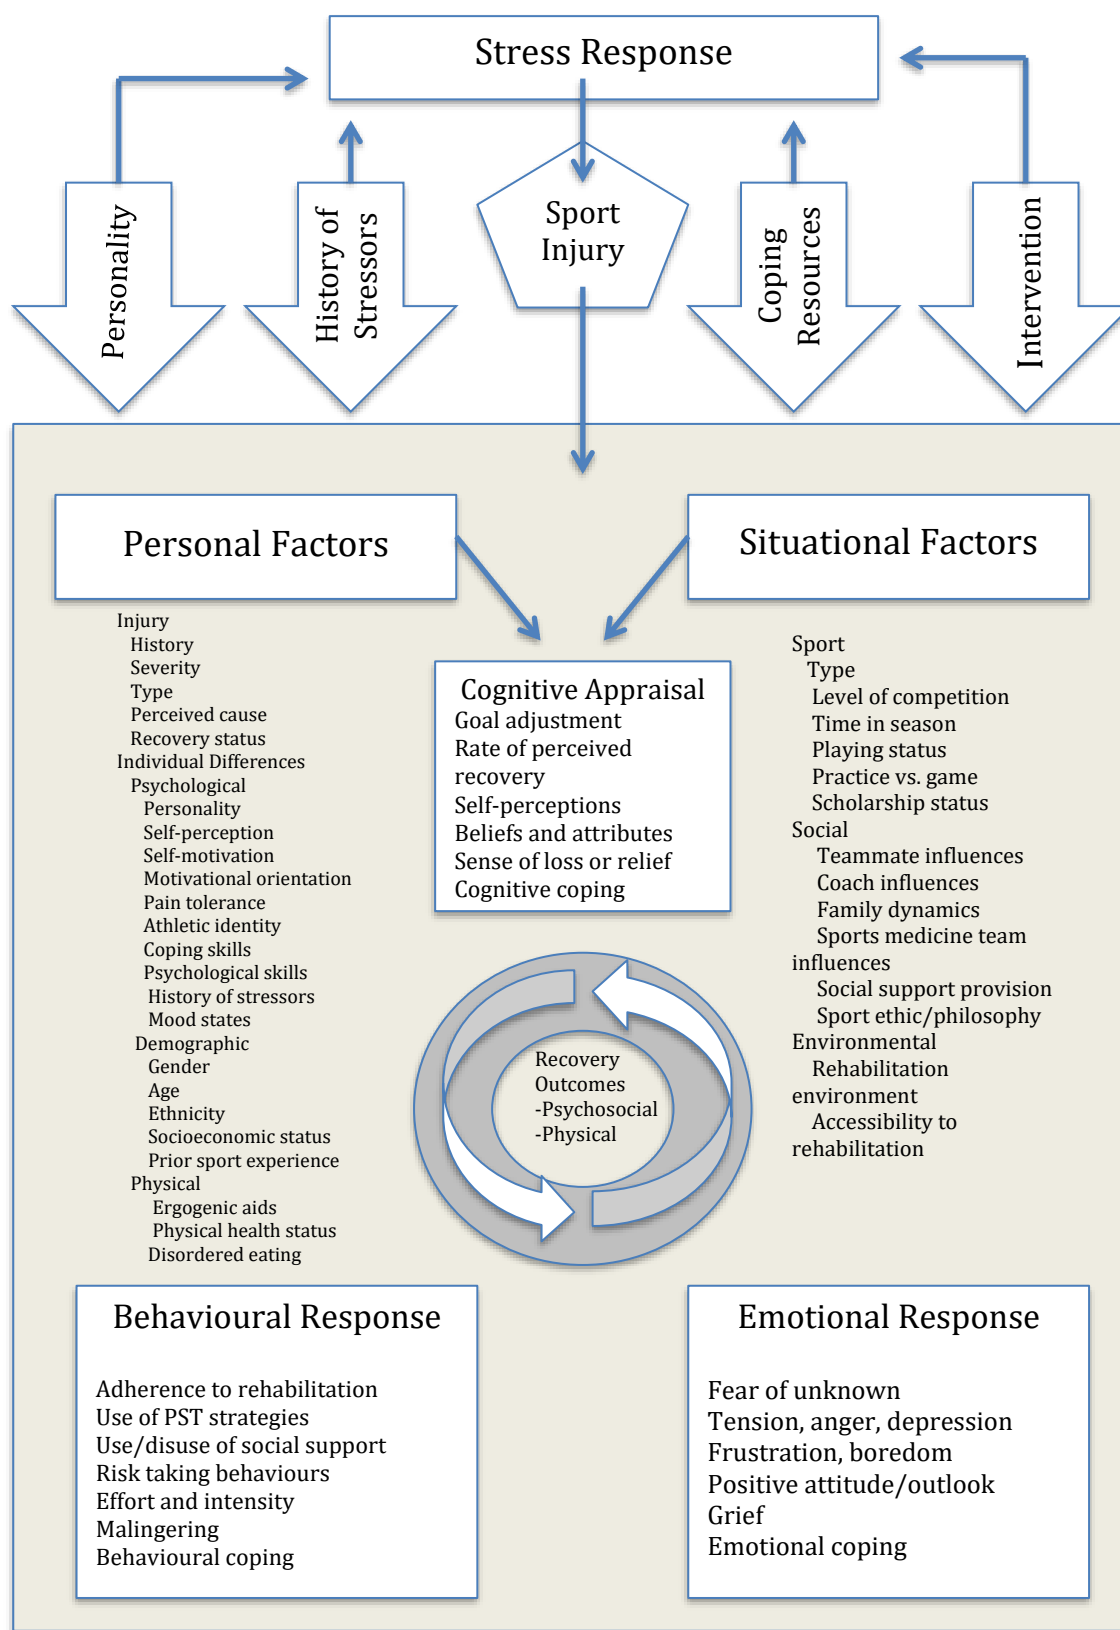 Stress Response
Personality
History of
Stressors
Sport
Injury
Coping
Resources
Intervention
Personal Factors
Situational Factors
Injury
History
Severity
Type
Perceived cause
Recovery status
Individual Differences
Psychological
Personality
Self-perception
Self-motivation
Motivational orientation
Pain tolerance
Athletic identity
Coping skills
Psychological skills
History of stressors
Mood states
Demographic
Gender
Age
Ethnicity
Socioeconomic status
Prior sport experience
Physical
Ergogenic aids
Physical health status
Disordered eating
Cognitive Appraisal
Goal adjustment
Rate of perceived
recovery
Self-perceptions
Beliefs and attributes
Sense of loss or relief
Cognitive coping
Sport
Type
Level of competition
Time in season
Playing status
Practice vs. game
Scholarship status
Social
Teammate influences
Coach influences
Family dynamics
Sports medicine team
influences
Social support provision
Sport ethic/philosophy
Environmental
Rehabilitation
environment
Accessibility to
rehabilitation
Recovery
Outcomes
-Psychosocial
-Physical
Behavioural Response
Adherence to rehabilitation
Use of PST strategies
Use/disuse of social support
Risk taking behaviours
Effort and intensity
Malingering
Behavioural coping
Emotional Response
Fear of unknown
Tension, anger, depression
Frustration, boredom
Positive attitude/outlook
Grief
Emotional coping